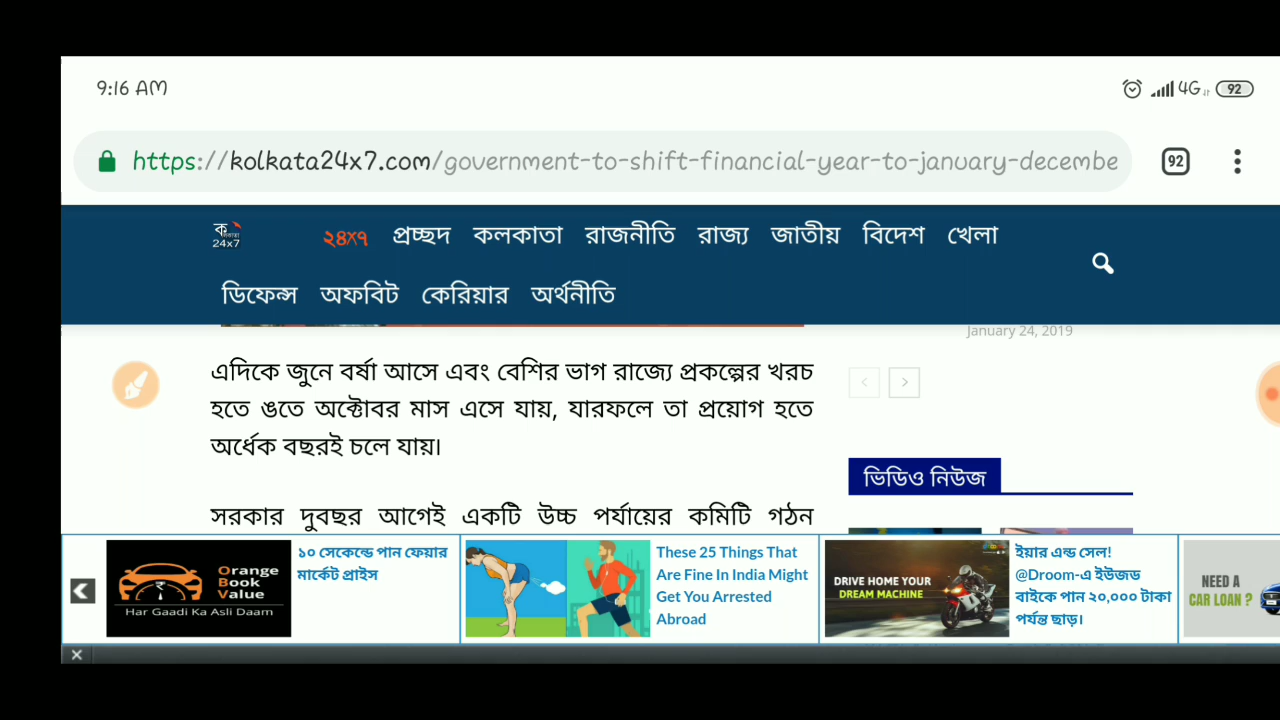 9:16 AM
4G
92
https://kolkata24x7.com/government-to-shift-financial-year-to-january-decembe
92
24x7
২৪X৭ প্রচ্ছদ কলকাতা রাজনীতি রাজ্য জাতীয় বিদেশ খেলা
ডিফেন্স অফবিট কেরিয়ার অর্থনীতি
January 24, 2019
এদিকে জুনে বর্ষা আসে এবং বেশির ভাগ রাজ্যে প্রকল্পের খরচ
হতে ঙতে অক্টোবর মাস এসে যায়, যারফলে তা প্রয়োগ হতে
অর্ধেক বছরই চলে যায়।
ভিডিও নিউজ
সরকার দুবছর আগেই একটি উচ্চ পর্যায়ের কমিটি গঠন
Orange
Book
Value
Har Gaadi Ka Asli Daam
১০ সেকেন্ডে পান ফেয়ার
মার্কেট প্রাইস
These 25 Things That
Are Fine In India Might
Get You Arrested
Abroad
DRIVE HOME YOUR
DREAM MACHINE
ইয়ার এন্ড সেল!
@Droom-এ ইউজড
বাইকে পান ২০,০০০ টাকা
পর্যন্ত ছাড়।
NEED A
CAR LOAN ?